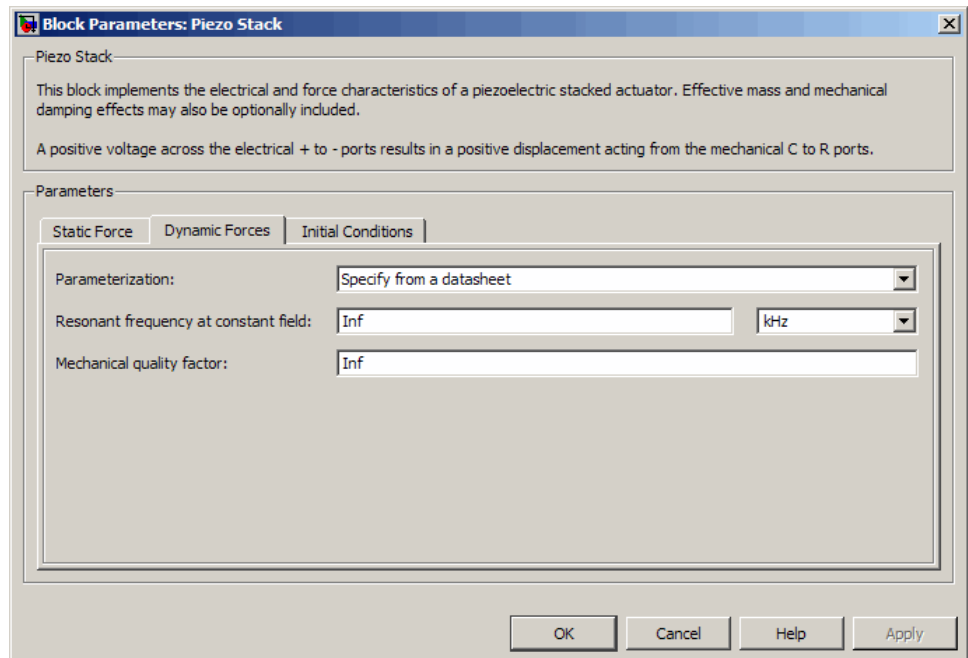 Block Parameters: Piezo Stack
Piezo Stack
This block implements the electrical and force characteristics of a piezoelectric stacked actuator. Effective mass and mechanical
damping effects may also be optionally included.
A positive voltage across the electrical + to - ports results in a positive displacement acting from the mechanical C to R ports.
Parameters
Static Force Dynamic Forces Initial Conditions
Parameterization: Specify from a datasheet
Resonant frequency at constant field: Inf kHz
Mechanical quality factor: Inf
OK Cancel Help Apply